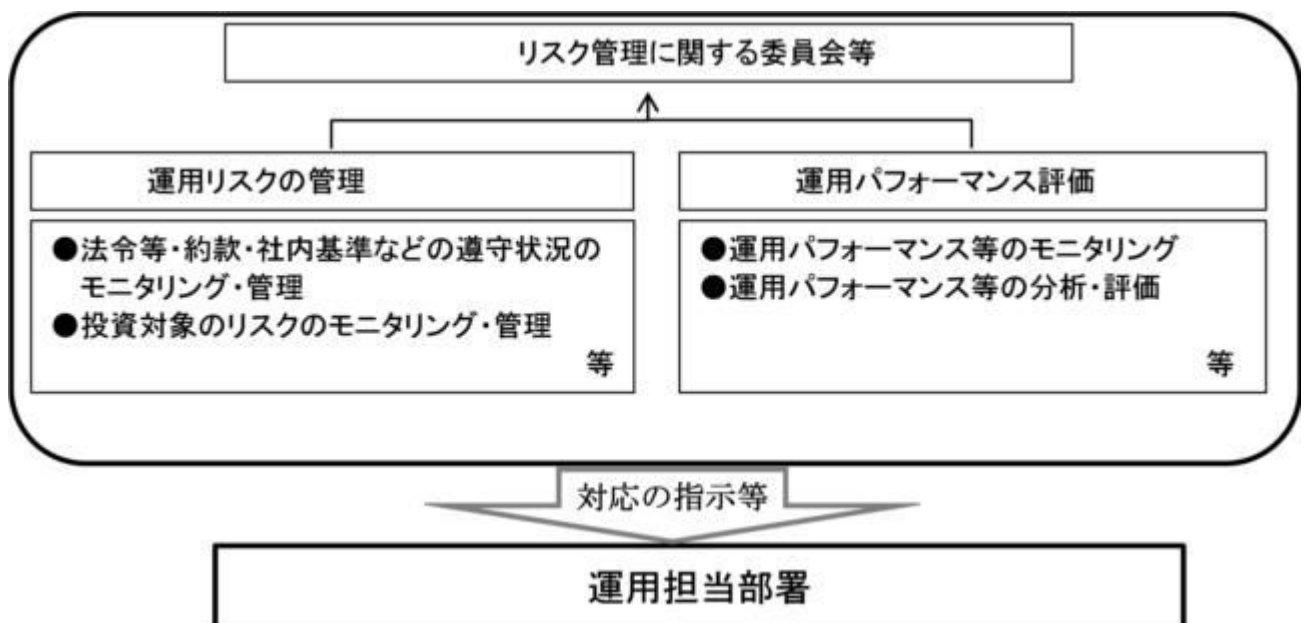 リスク管理に関する委員会等
運用リスクの管理
運用パフォーマンス評価
●法令等・約款・社内基準などの遵守状況の
モニタリング・管理
●投資対象のリスクのモニタリング・管理
等
●運用パフォーマンス等のモニタリング
●運用パフォーマンス等の分析・評価
等
対応の指示等
運用担当部署